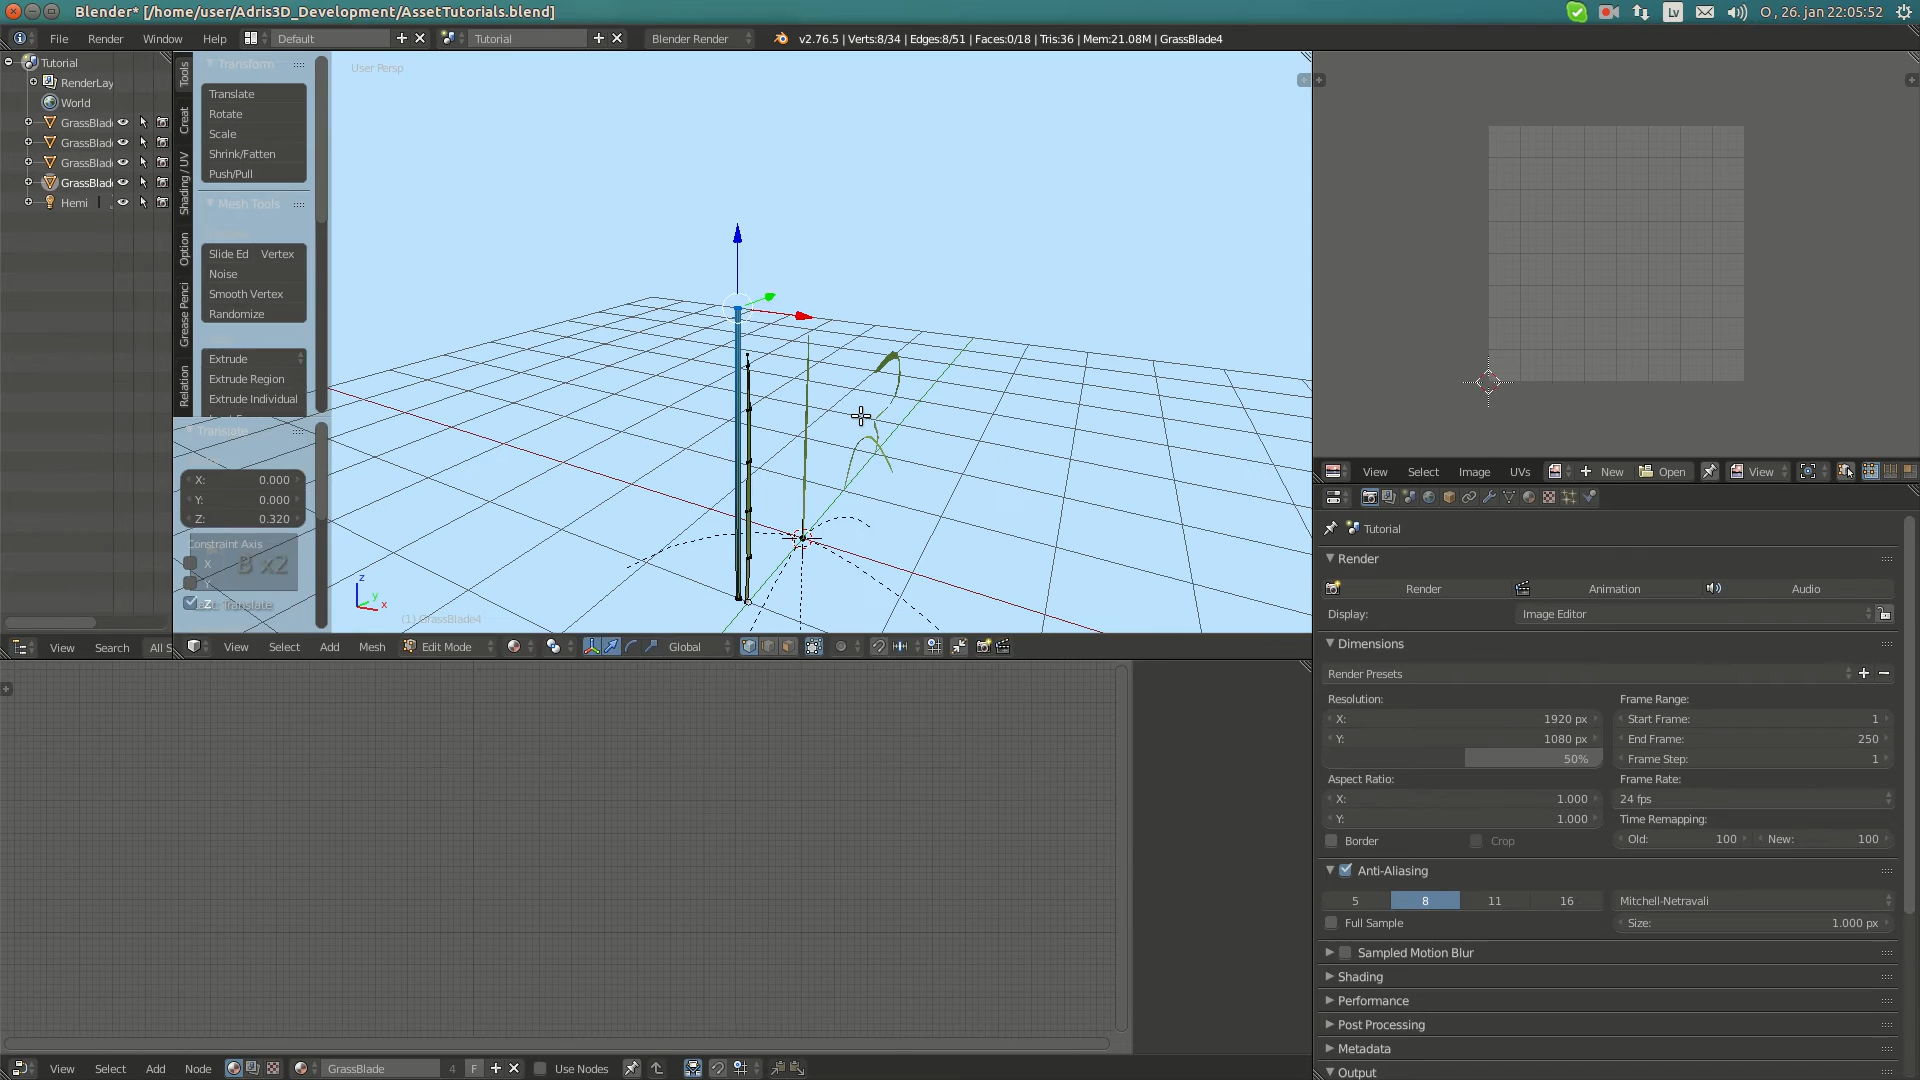 Blender* [/home/user/Adris3D_Development/AssetTutorials.blend]
Lv
O , 26. jan 22:05:52
File Render Window Help
Default
Tutorial
Blender Render
v2.76.5 | Verts:8/34 | Edges:8/51 | Faces:0/18 | Tris:36 | Mem:21.08M | GrassBlade4
Tutorial
RenderLay
World
GrassBlad
GrassBlad
GrassBlad
GrassBlad
Hemi
Tools
Creat
Shading / UV
Option
Grease Penci
Relation
Transform
Translate
Rotate
Scale
Shrink/Fatten
Push/Pull
Mesh Tools
Slide Ed Vertex
Noise
Smooth Vertex
Randomize
Extrude
Extrude Region
Extrude Individual
Translate
X: 0.000
Y: 0.000
Z: 0.320
Constraint Axis
X
Y
Z
B x2
Translate
User Persp
z
y
x
(1) GrassBlade4
View Search All S
View Select Add Mesh
Edit Mode
Global
View Select Image UVs
New
Open
View
Tutorial
Render
Render
Animation
Audio
Display:
Image Editor
Dimensions
Render Presets
Resolution:
X: 1920 px
Y: 1080 px
50%
Aspect Ratio:
X: 1.000
Y: 1.000
Border
Crop
Frame Range:
Start Frame: 1
End Frame: 250
Frame Step: 1
Frame Rate:
24 fps
Time Remapping:
Old: 100
New: 100
Anti-Aliasing
5 8 11 16
Mitchell-Netravali
Full Sample
Size: 1.000 px
Sampled Motion Blur
Shading
Performance
Post Processing
Metadata
Output
View Select Add Node
GrassBlade
4
F
Use Nodes